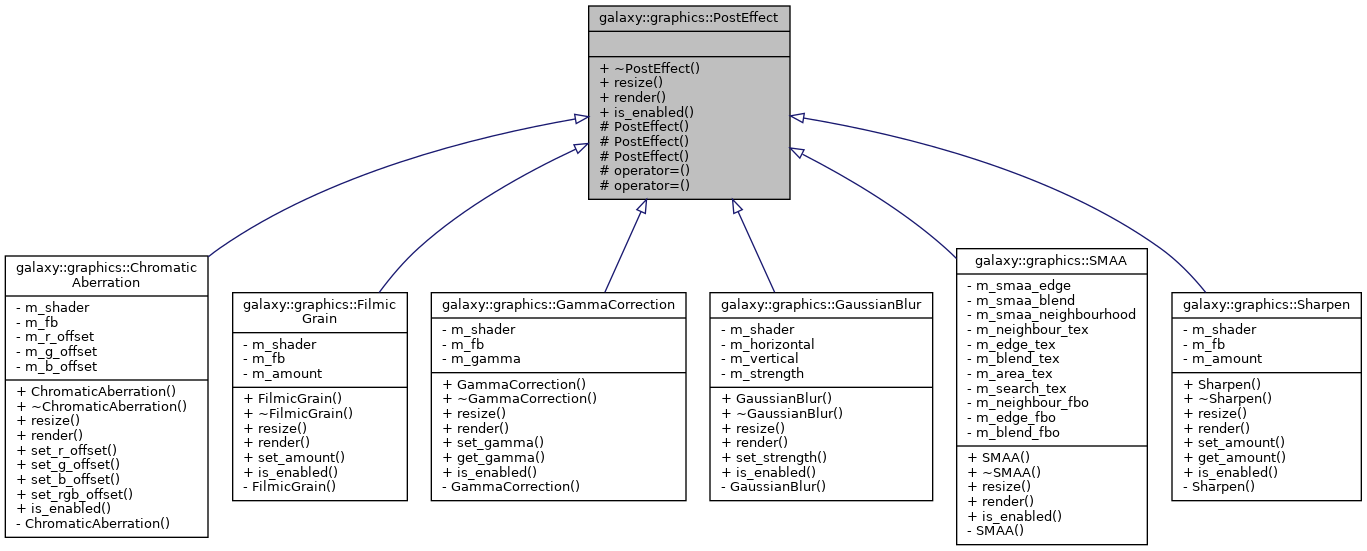 galaxy::graphics::PostEffect
+ ~PostEffect()
+ resize()
+ render()
+ is_enabled()
# PostEffect()
# PostEffect()
# PostEffect()
# operator=()
# operator=()
galaxy::graphics::Chromatic
Aberration
- m_shader
- m_fb
- m_r_offset
- m_g_offset
- m_b_offset
+ ChromaticAberration()
+ ~ChromaticAberration()
+ resize()
+ render()
+ set_r_offset()
+ set_g_offset()
+ set_b_offset()
+ set_rgb_offset()
+ is_enabled()
- ChromaticAberration()
galaxy::graphics::Filmic
Grain
- m_shader
- m_fb
- m_amount
+ FilmicGrain()
+ ~FilmicGrain()
+ resize()
+ render()
+ set_amount()
+ is_enabled()
- FilmicGrain()
galaxy::graphics::GammaCorrection
- m_shader
- m_fb
- m_gamma
+ GammaCorrection()
+ ~GammaCorrection()
+ resize()
+ render()
+ set_gamma()
+ get_gamma()
+ is_enabled()
- GammaCorrection()
galaxy::graphics::GaussianBlur
- m_shader
- m_horizontal
- m_vertical
- m_strength
+ GaussianBlur()
+ ~GaussianBlur()
+ resize()
+ render()
+ set_strength()
+ is_enabled()
- GaussianBlur()
galaxy::graphics::SMAA
- m_smaa_edge
- m_smaa_blend
- m_smaa_neighbourhood
- m_neighbour_tex
- m_edge_tex
- m_blend_tex
- m_area_tex
- m_search_tex
- m_neighbour_fbo
- m_edge_fbo
- m_blend_fbo
+ SMAA()
+ ~SMAA()
+ resize()
+ render()
+ is_enabled()
- SMAA()
galaxy::graphics::Sharpen
- m_shader
- m_fb
- m_amount
+ Sharpen()
+ ~Sharpen()
+ resize()
+ render()
+ set_amount()
+ get_amount()
+ is_enabled()
- Sharpen()